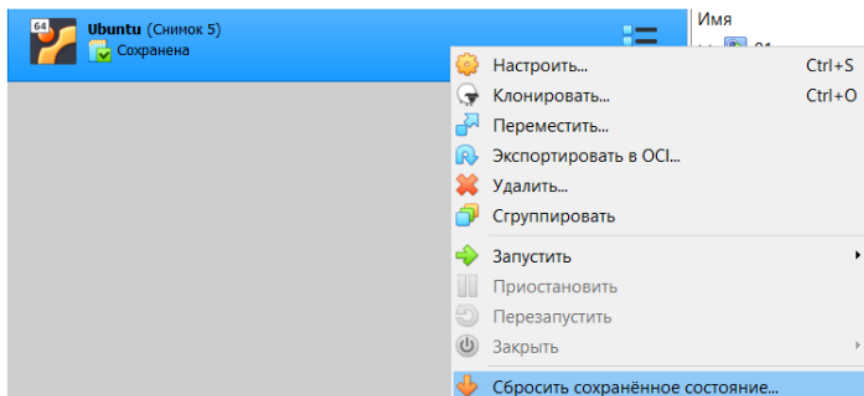 64
Ubuntu (Снимок 5)
Сохранена
Имя
Настроить... Ctrl+S
Клонировать... Ctrl+O
Переместить...
Экспортировать в OCI...
Удалить...
Сгруппировать
Запустить
Приостановить
Перезапустить
Закрыть
Сбросить сохранённое состояние...